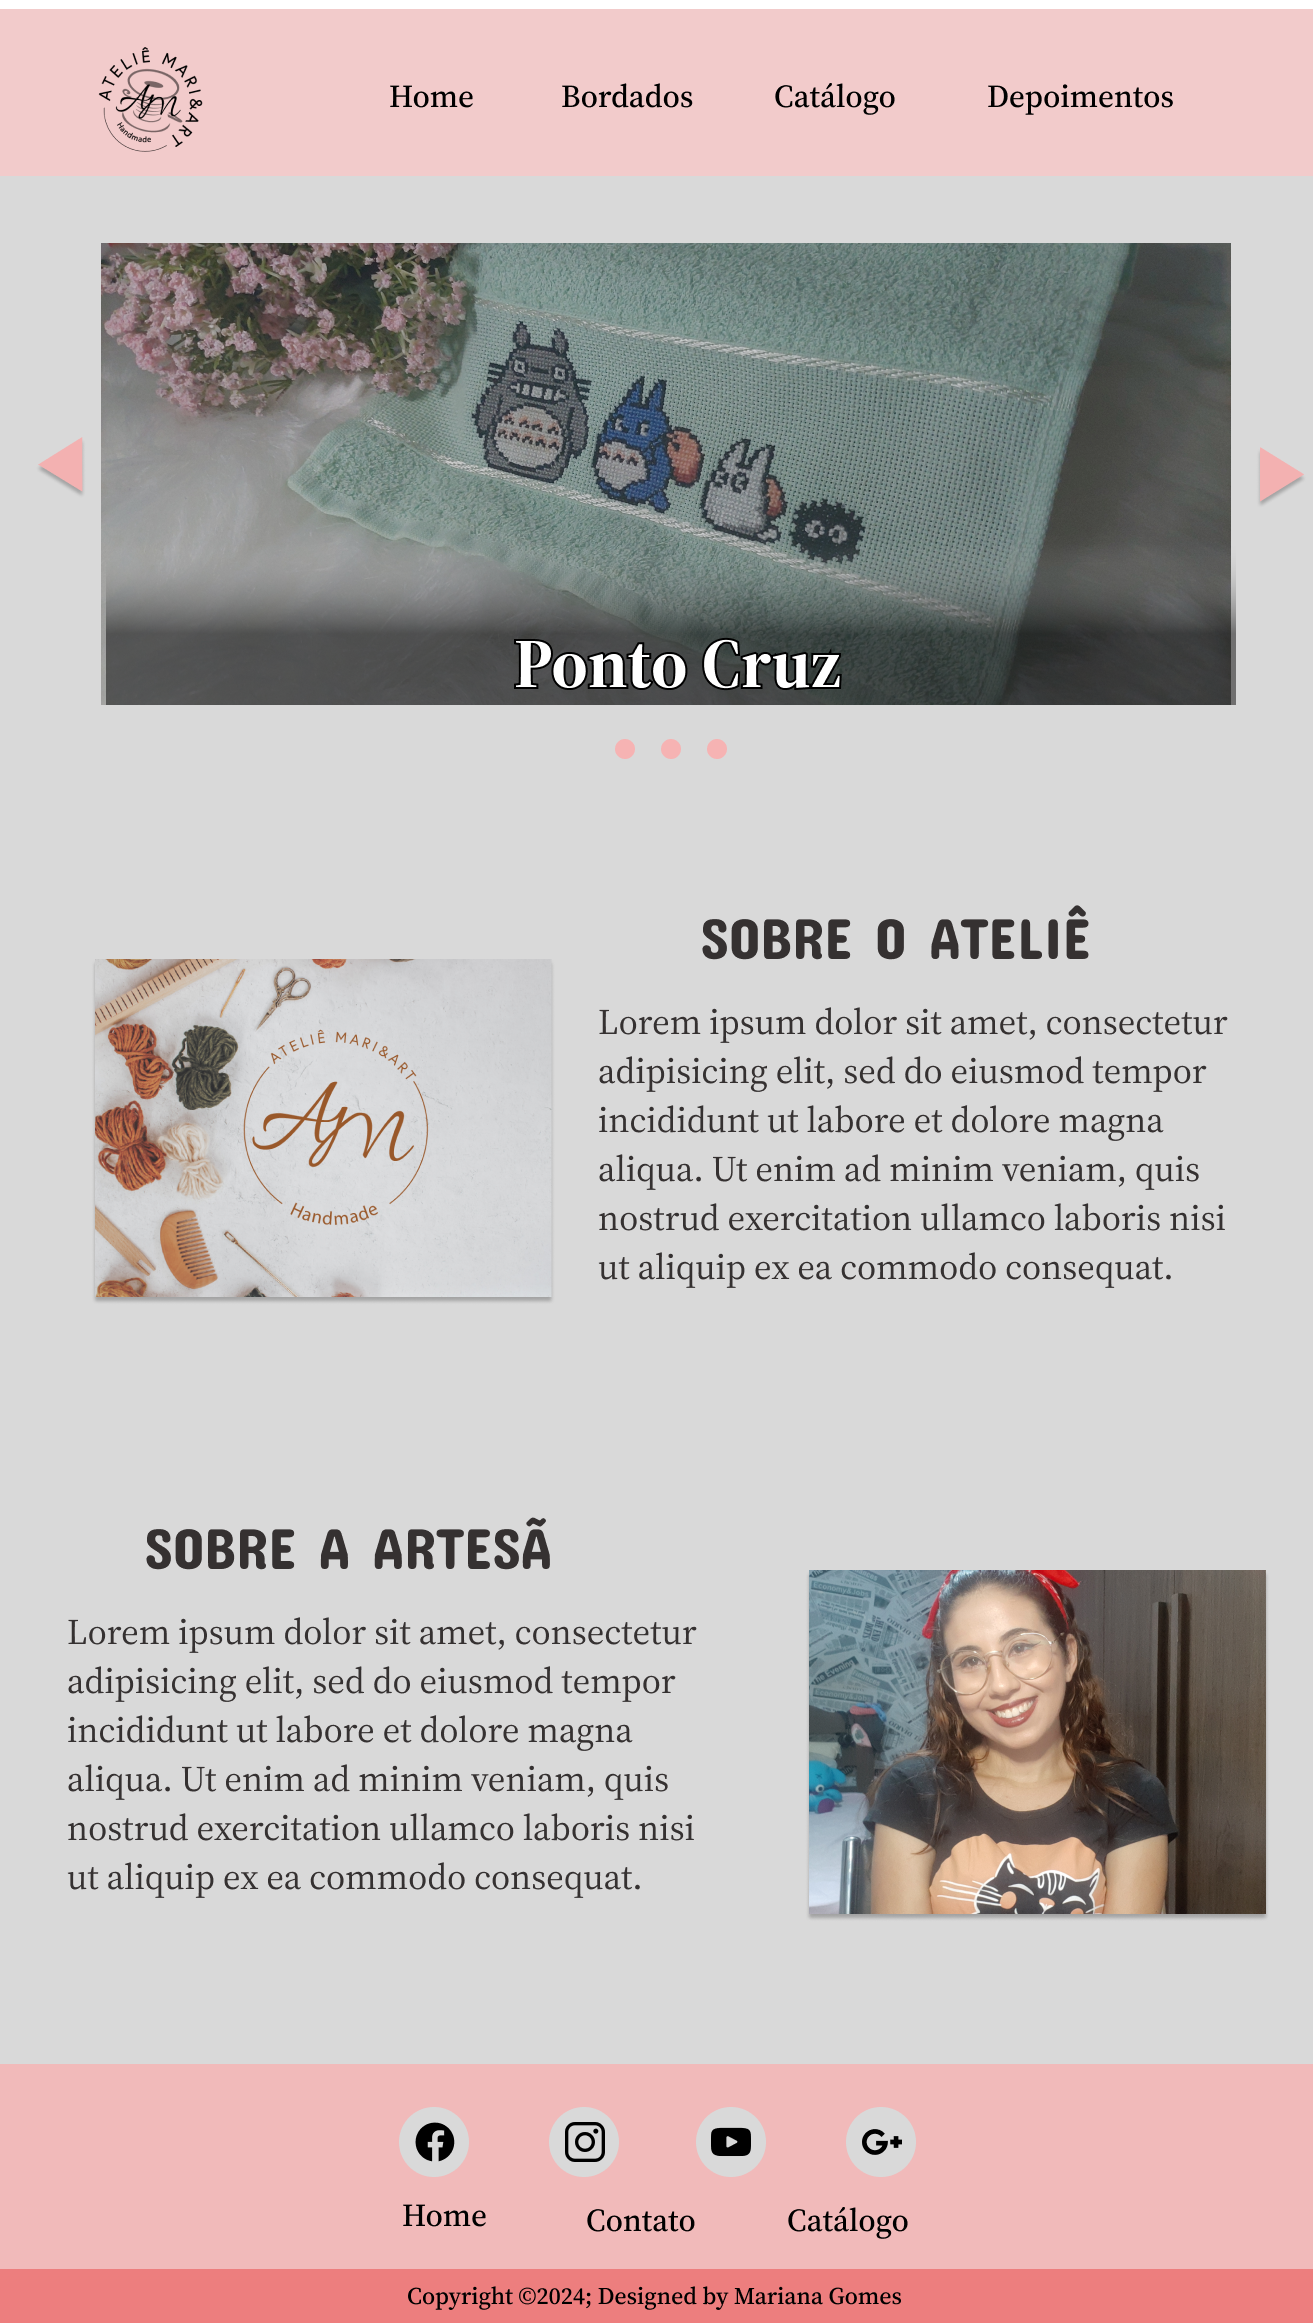 ATELIÊ MARI&ART
AM
Handmade
Home Bordados Catálogo Depoimentos
Ponto Cruz
SOBRE O ATELIÊ
ATELIÊ MARI&ART
AM
Handmade
Lorem ipsum dolor sit amet, consectetur
adipisicing elit, sed do eiusmod tempor
incididunt ut labore et dolore magna
aliqua. Ut enim ad minim veniam, quis
nostrud exercitation ullamco laboris nisi
ut aliquip ex ea commodo consequat.
SOBRE A ARTESÃ
Lorem ipsum dolor sit amet, consectetur
adipisicing elit, sed do eiusmod tempor
incididunt ut labore et dolore magna
aliqua. Ut enim ad minim veniam, quis
nostrud exercitation ullamco laboris nisi
ut aliquip ex ea commodo consequat.
G+
Home Contato Catálogo
Copyright ©2024; Designed by Mariana Gomes